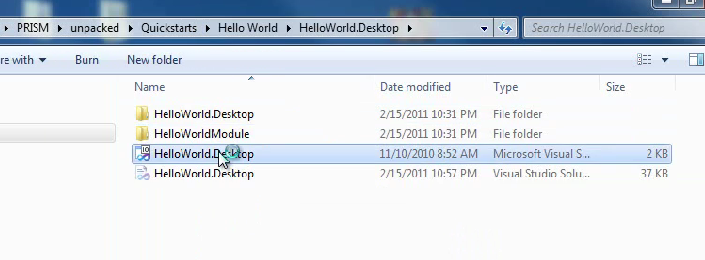 PRISM unpacked Quickstarts Hello World HelloWorld.Desktop Search HelloWorld.Desktop
re with Burn New folder
Name Date modified Type Size
HelloWorld.Desktop 2/15/2011 10:31 PM File folder
HelloWorldModule 2/15/2011 10:31 PM File folder
HelloWorld.Desktop 11/10/2010 8:52 AM Microsoft Visual S... 2 KB
HelloWorld.Desktop 2/15/2011 10:57 PM Visual Studio Solu... 37 KB